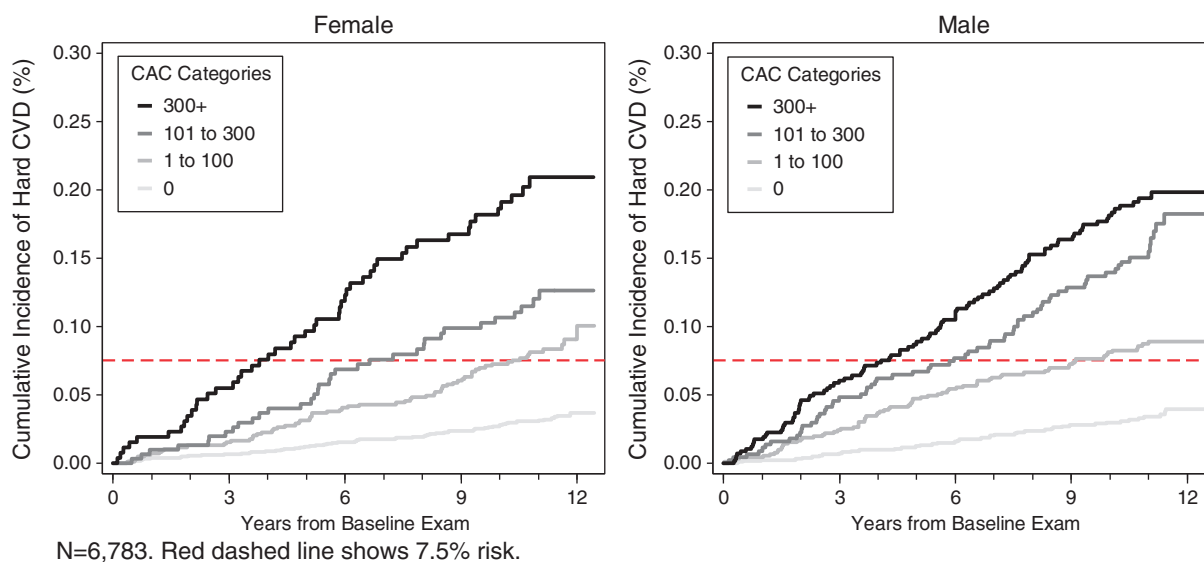 Female
Cumulative Incidence of Hard CVD (%)
0.30
0.25
0.20
0.15
0.10
0.05
0.00
CAC Categories
300+
101 to 300
1 to 100
0
0 3 6 9 12
Years from Baseline Exam
Male
Cumulative Incidence of Hard CVD (%)
0.30
0.25
0.20
0.15
0.10
0.05
0.00
CAC Categories
300+
101 to 300
1 to 100
0
0 3 6 9 12
Years from Baseline Exam
N=6,783. Red dashed line shows 7.5% risk.